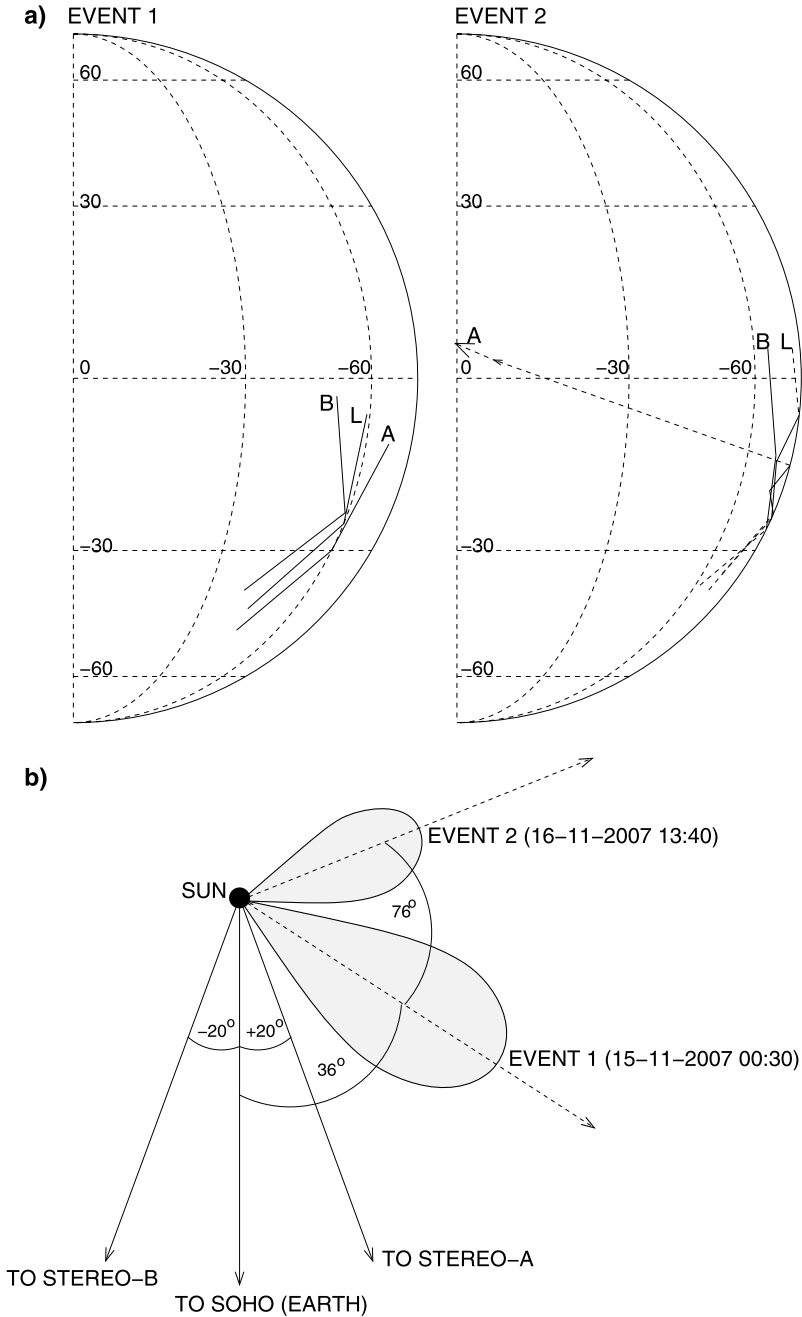 a) EVENT 1
EVENT 2
60
60
30
30
0
−30
−60
0
−30
−60
B
L
A
A
B
L
−30
−30
−60
−60
b)
SUN
EVENT 2 (16−11−2007 13:40)
76°
−20°
+20°
36°
EVENT 1 (15−11−2007 00:30)
TO STEREO−B
TO STEREO−A
TO SOHO (EARTH)